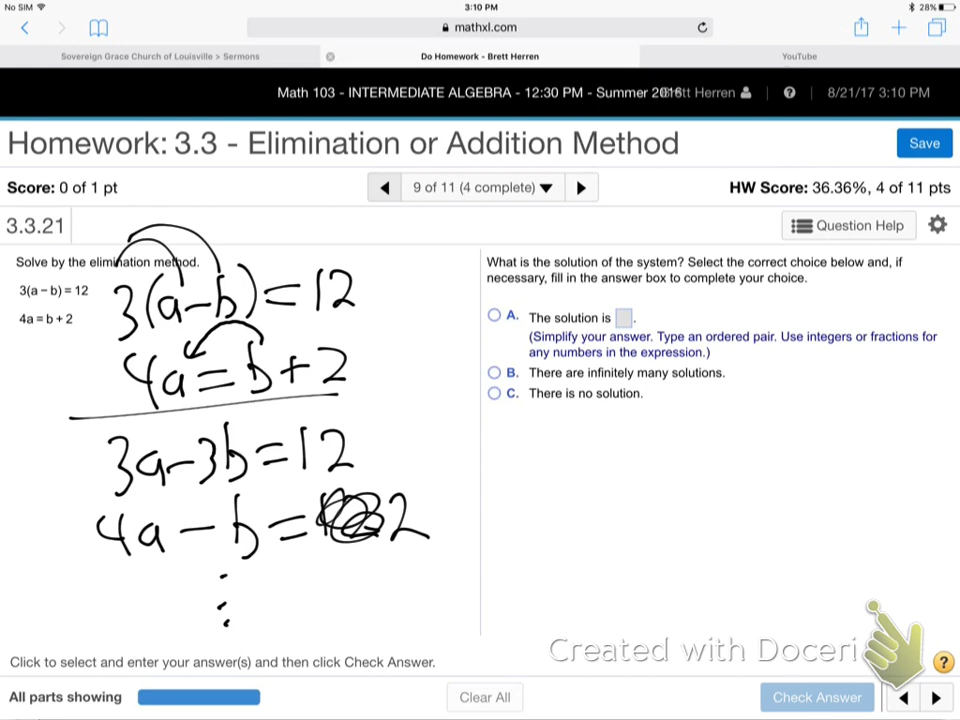 No SIM 3:10 PM 28%
mathxl.com
Sovereign Grace Church of Louisville > Sermons Do Homework - Brett Herren YouTube
Math 103 - INTERMEDIATE ALGEBRA - 12:30 PM - Summer 2016 Brett Herren ? 8/21/17 3:10 PM
Homework: 3.3 - Elimination or Addition Method Save
Score: 0 of 1 pt 9 of 11 (4 complete) HW Score: 36.36%, 4 of 11 pts
3.3.21 Question Help
Solve by the elimination method.
3(a – b) = 12
4a = b + 2
3(a-b)=12
4a=b+2
3a-3b=12
4a-b=2
What is the solution of the system? Select the correct choice below and, if
necessary, fill in the answer box to complete your choice.
A. The solution is .
(Simplify your answer. Type an ordered pair. Use integers or fractions for
any numbers in the expression.)
B. There are infinitely many solutions.
C. There is no solution.
Created with Doceri
Click to select and enter your answer(s) and then click Check Answer. ?
All parts showing Clear All Check Answer